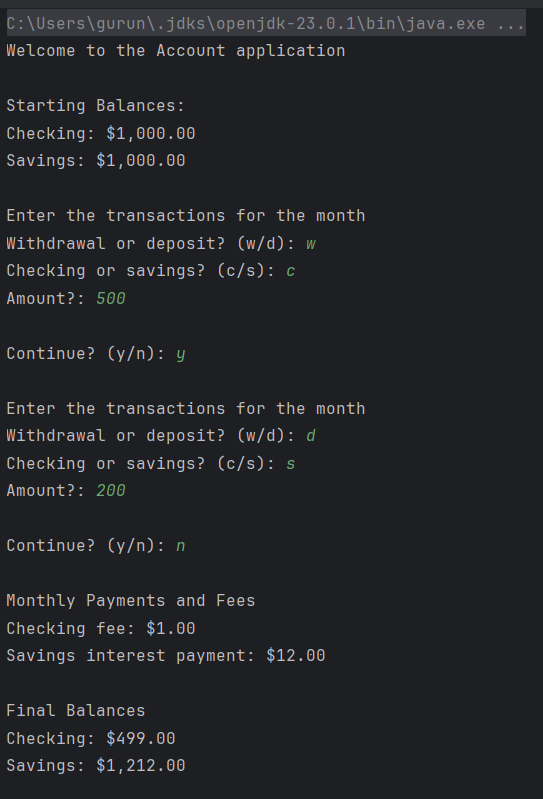 C:\Users\gurun\.jdks\openjdk-23.0.1\bin\java.exe ...
Welcome to the Account application
Starting Balances:
Checking: $1,000.00
Savings: $1,000.00
Enter the transactions for the month
Withdrawal or deposit? (w/d): w
Checking or savings? (c/s): c
Amount?: 500
Continue? (y/n): y
Enter the transactions for the month
Withdrawal or deposit? (w/d): d
Checking or savings? (c/s): s
Amount?: 200
Continue? (y/n): n
Monthly Payments and Fees
Checking fee: $1.00
Savings interest payment: $12.00
Final Balances
Checking: $499.00
Savings: $1,212.00